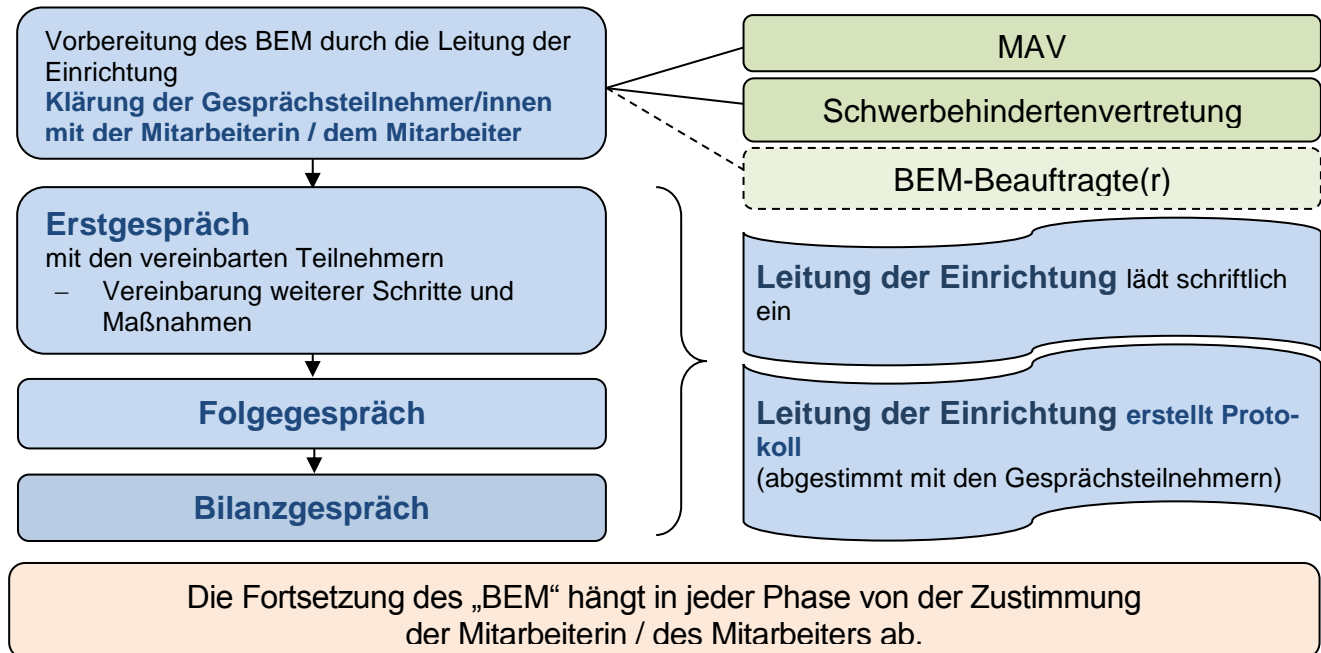 Vorbereitung des BEM durch die Leitung der
Einrichtung
Klärung der Gesprächsteilnehmer/innen
mit der Mitarbeiterin / dem Mitarbeiter
MAV
Schwerbehindertenvertretung
BEM-Beauftragte(r)
Erstgespräch
mit den vereinbarten Teilnehmern
– Vereinbarung weiterer Schritte und
Maßnahmen
Folgegespräch
Bilanzgespräch
Leitung der Einrichtung lädt schriftlich
ein
Leitung der Einrichtung erstellt Proto-
koll
(abgestimmt mit den Gesprächsteilnehmern)
Die Fortsetzung des „BEM“ hängt in jeder Phase von der Zustimmung
der Mitarbeiterin / des Mitarbeiters ab.